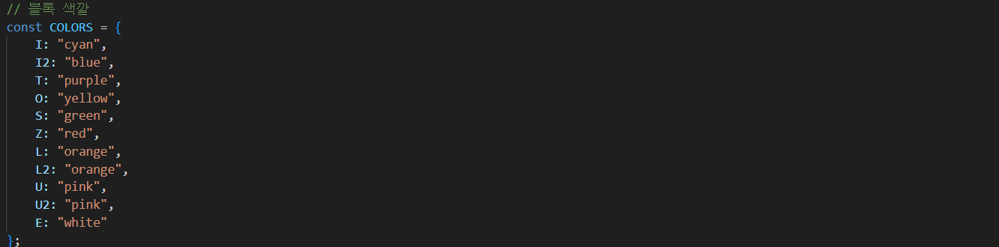 // 블록 색깔
const COLORS = {
    I: "cyan",
    I2: "blue",
    T: "purple",
    O: "yellow",
    S: "green",
    Z: "red",
    L: "orange",
    L2: "orange",
    U: "pink",
    U2: "pink",
    E: "white"
};